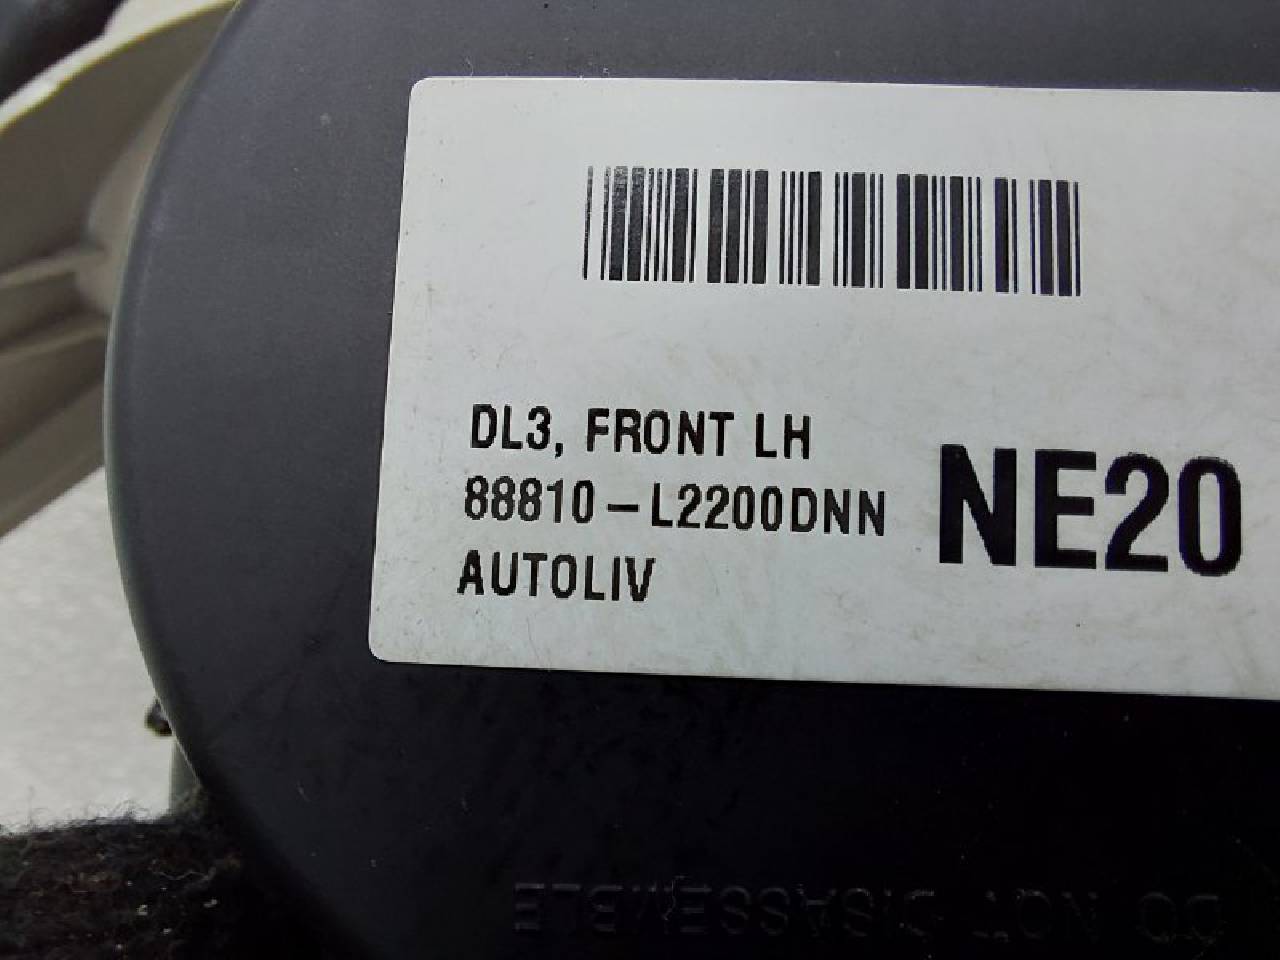 DL3, FRONT LH
88810-L2200DNN
NE20
AUTOLIV
DO NOT DISASSEMBLE